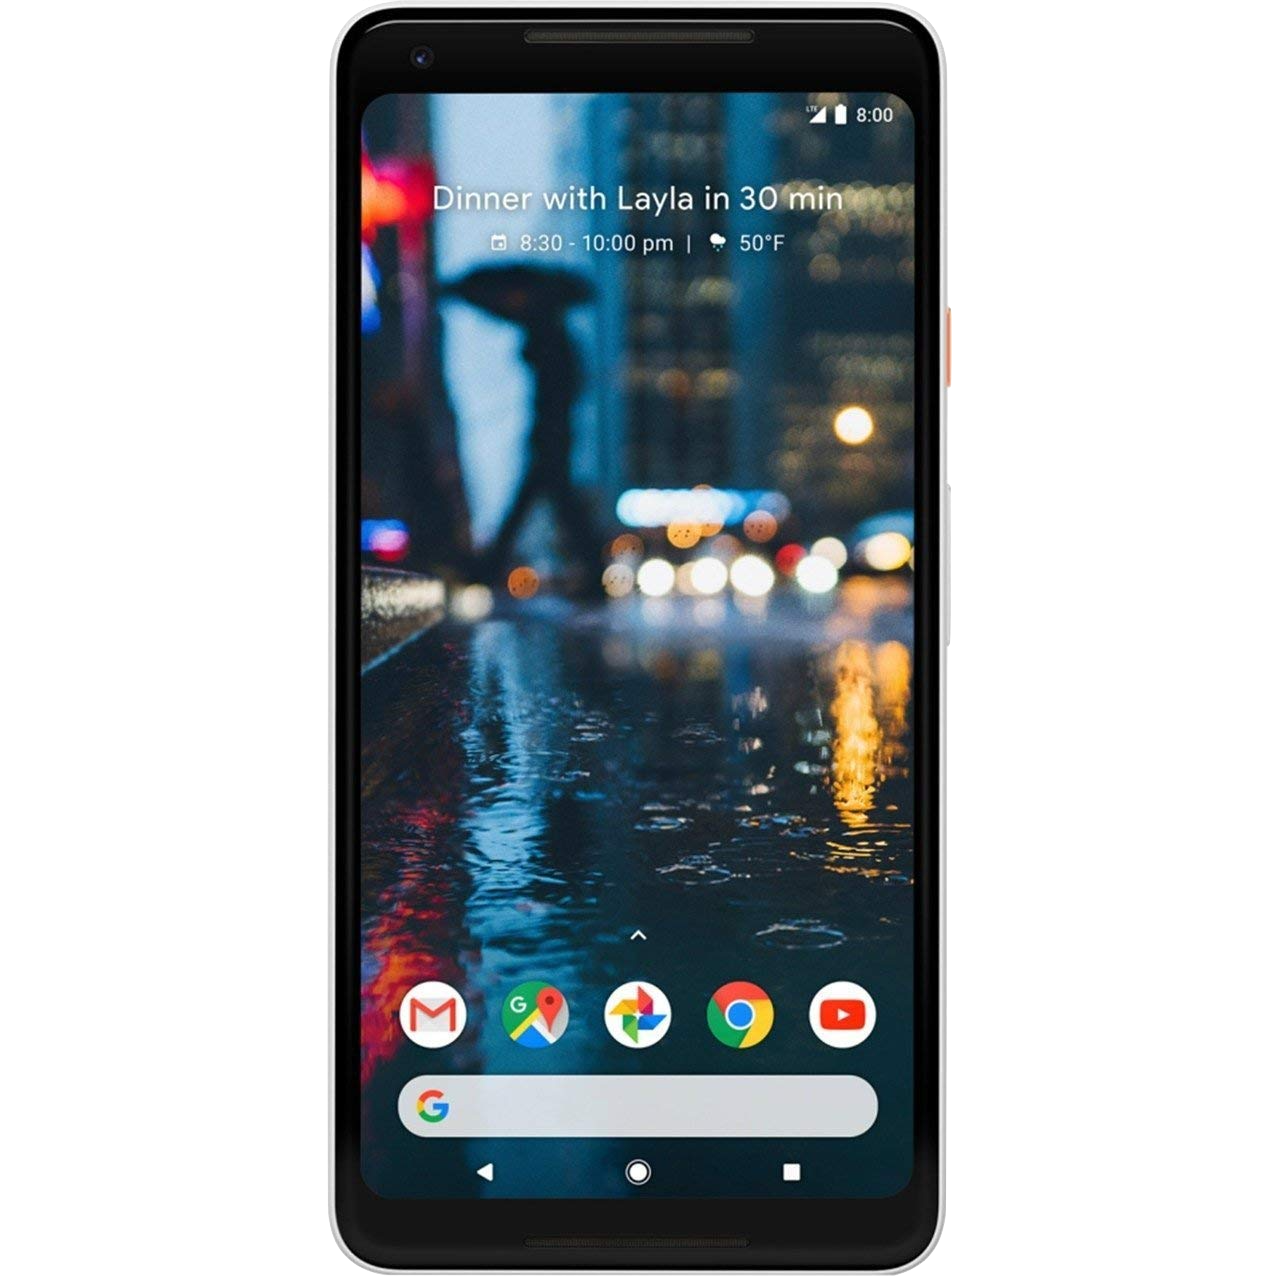 LTE 8:00
Dinner with Layla in 30 min
8:30 - 10:00 pm | 50°F
G
G